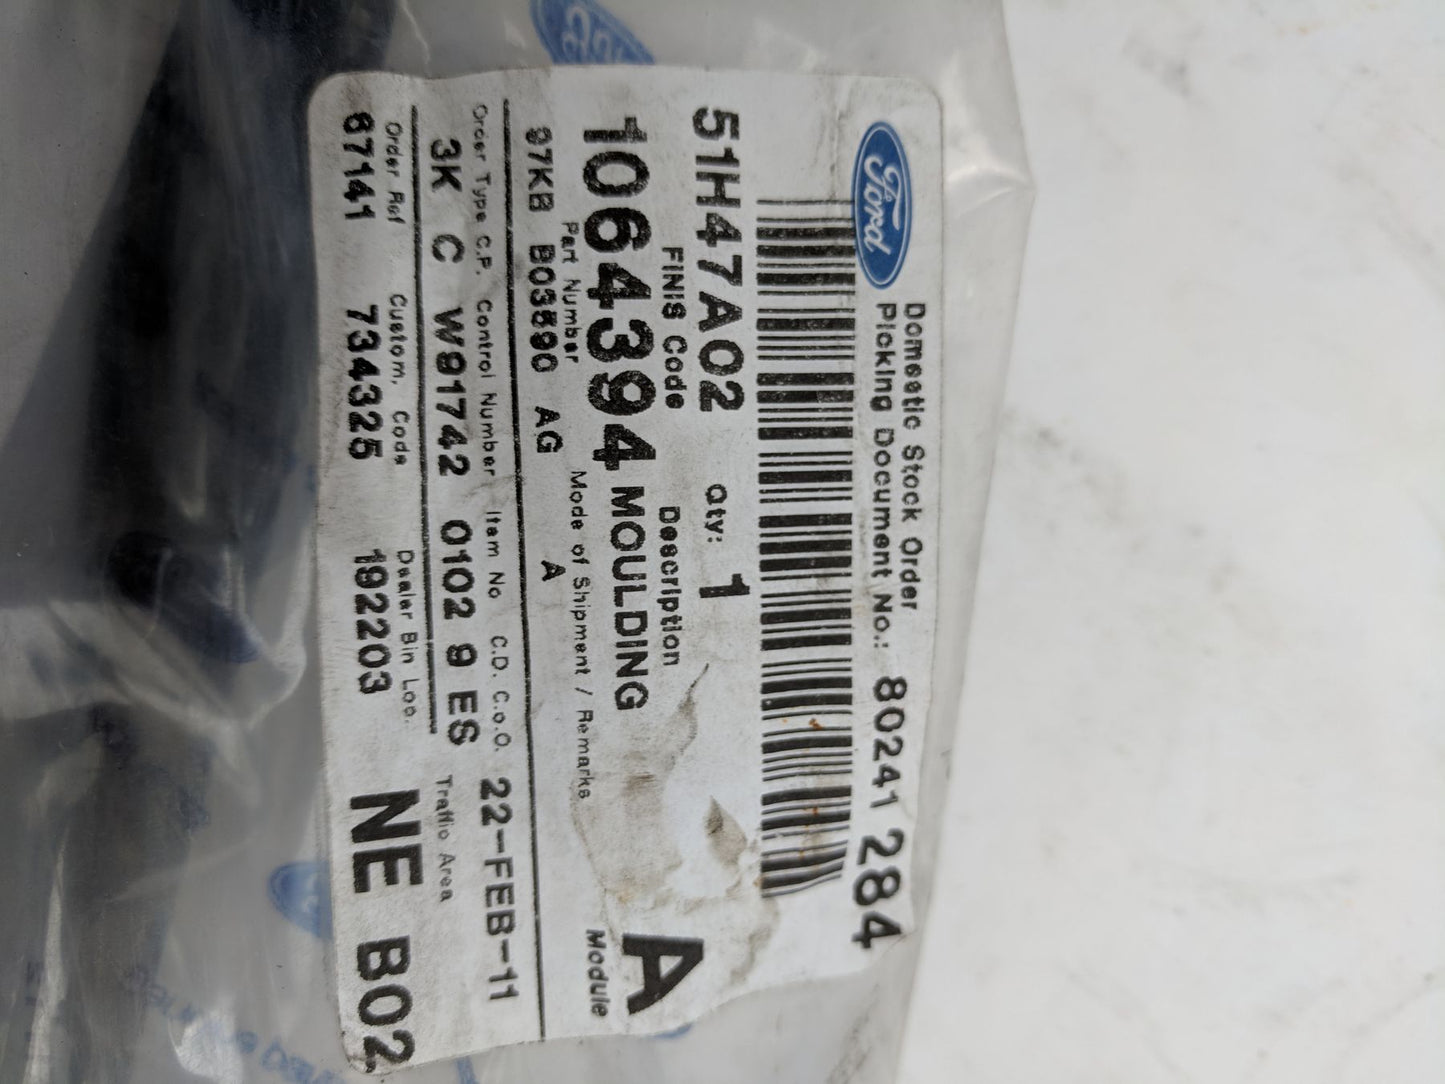 Ford
Domestic Stock Order
Picking Document No.: 80241 284
51H47A02 Qty: 1
FINIS Code Description
1064394 MOULDING A
Part Number Mode of Shipment / Remarks Module
97KB B03590 AG A
Order Type C.P. Control Number Item No C.D. C.o.O. 22-FEB-11
3K C W91742 0102 9 ES Traffic Area
Order Ref Custom. Code Dealer Bin Loc.
67141 734325 192203 NE B02